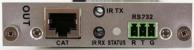 OUT
IR TX
RS232
CAT
IR RX STATUS
R T G